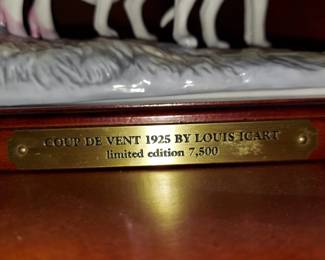 COUP DE VENT 1925 BY LOUIS ICART
limited edition 7,500